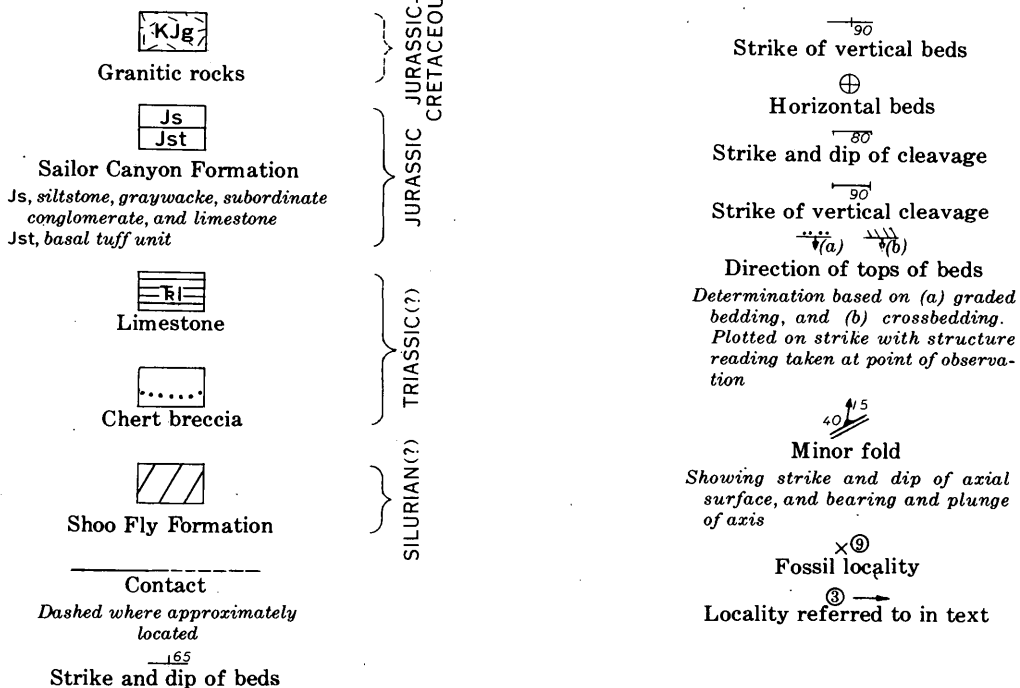 KJg
Granitic rocks
JURASSIC-
CRETACEOU
Js
Jst
Sailor Canyon Formation
Js, siltstone, graywacke, subordinate
conglomerate, and limestone
Jst, basal tuff unit
JURASSIC
TRl
Limestone
Chert breccia
TRIASSIC(?)
Shoo Fly Formation
SILURIAN(?)
Contact
Dashed where approximately
located
65
Strike and dip of beds
90
Strike of vertical beds
Horizontal beds
80
Strike and dip of cleavage
90
Strike of vertical cleavage
(a) (b)
Direction of tops of beds
Determination based on (a) graded
bedding, and (b) crossbedding.
Plotted on strike with structure
reading taken at point of observa-
tion
40 15
Minor fold
Showing strike and dip of axial
surface, and bearing and plunge
of axis
×⑨
Fossil locality
③
Locality referred to in text